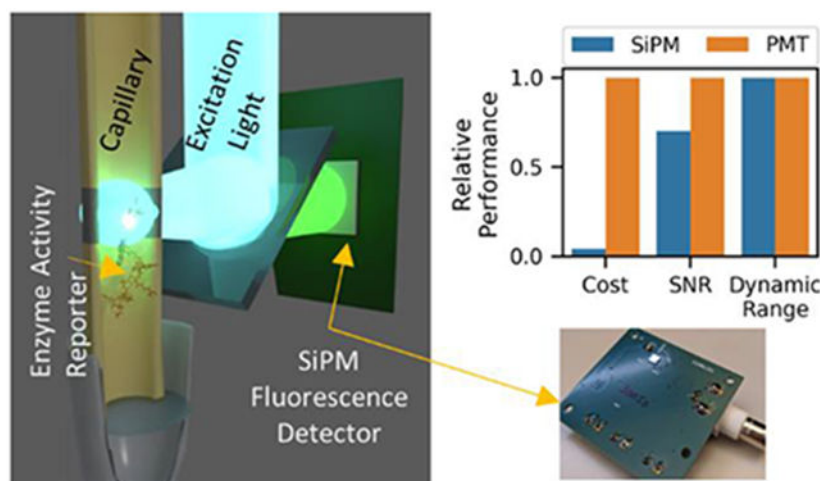 Capillary
Excitation
Light
Enzyme Activity
Reporter
SiPM
Fluorescence
Detector
SiPM
PMT
Relative
Performance
1.0
0.5
0.0
Cost
SNR
Dynamic
Range